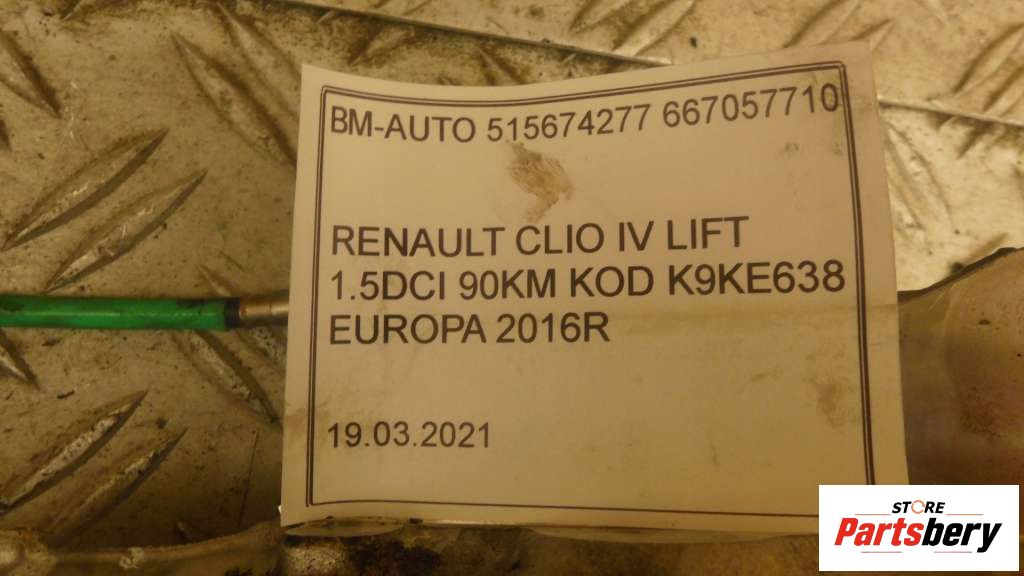 BM-AUTO 515674277 667057710
RENAULT CLIO IV LIFT
1.5DCI 90KM KOD K9KE638
EUROPA 2016R
19.03.2021
STORE
Partsbery